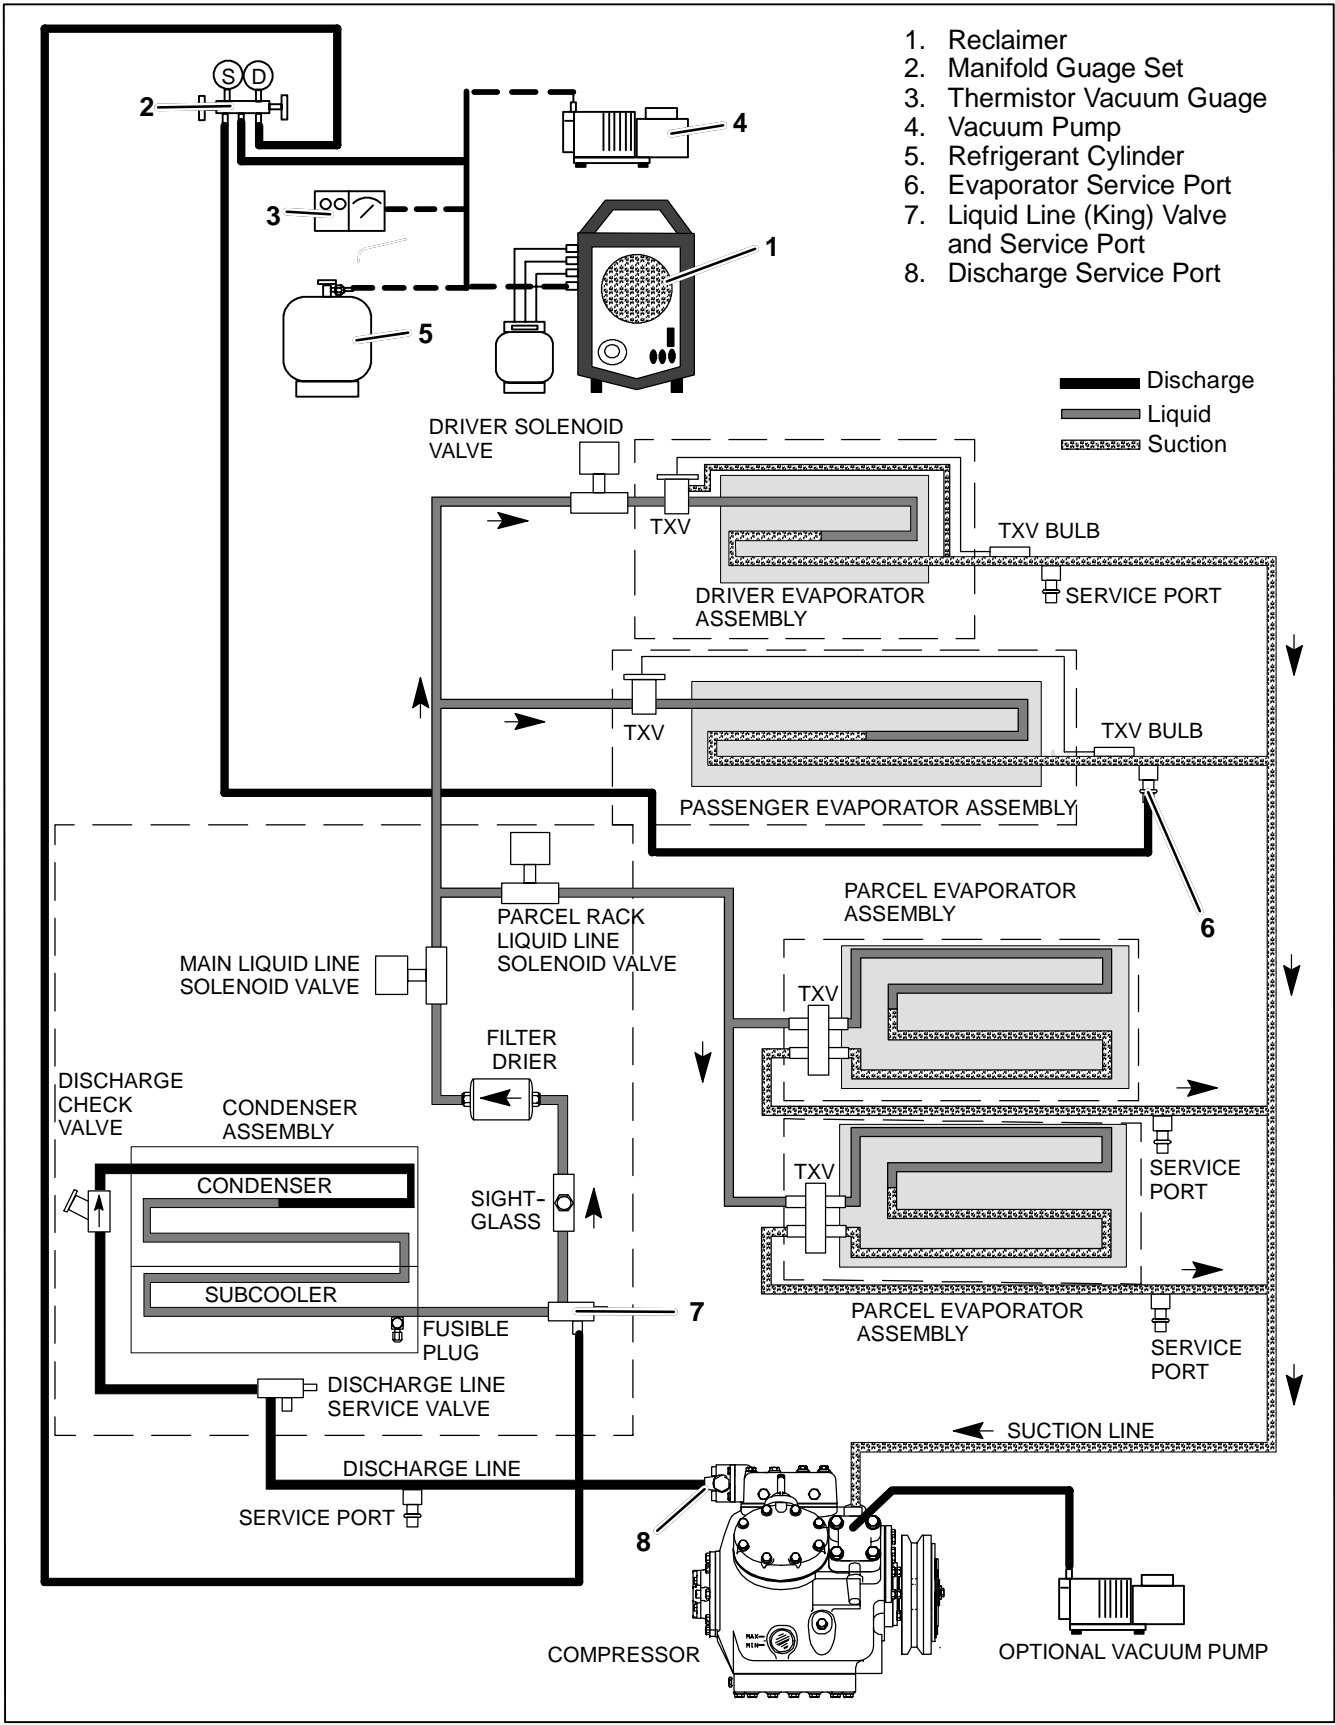 1. Reclaimer
2. Manifold Guage Set
3. Thermistor Vacuum Guage
4. Vacuum Pump
5. Refrigerant Cylinder
6. Evaporator Service Port
7. Liquid Line (King) Valve
and Service Port
8. Discharge Service Port
S D
2
4
3
1
5
Discharge
Liquid
Suction
DRIVER SOLENOID
VALVE
TXV
TXV BULB
SERVICE PORT
DRIVER EVAPORATOR
ASSEMBLY
TXV
TXV BULB
PASSENGER EVAPORATOR ASSEMBLY
6
PARCEL EVAPORATOR
ASSEMBLY
PARCEL RACK
LIQUID LINE
SOLENOID VALVE
MAIN LIQUID LINE
SOLENOID VALVE
TXV
FILTER
DRIER
DISCHARGE
CHECK
VALVE
CONDENSER
ASSEMBLY
CONDENSER
SIGHT-
GLASS
TXV
SERVICE
PORT
SUBCOOLER
7
FUSIBLE
PLUG
PARCEL EVAPORATOR
ASSEMBLY
SERVICE
PORT
DISCHARGE LINE
SERVICE VALVE
SUCTION LINE
DISCHARGE LINE
SERVICE PORT
8
MAX
MIN
COMPRESSOR
OPTIONAL VACUUM PUMP